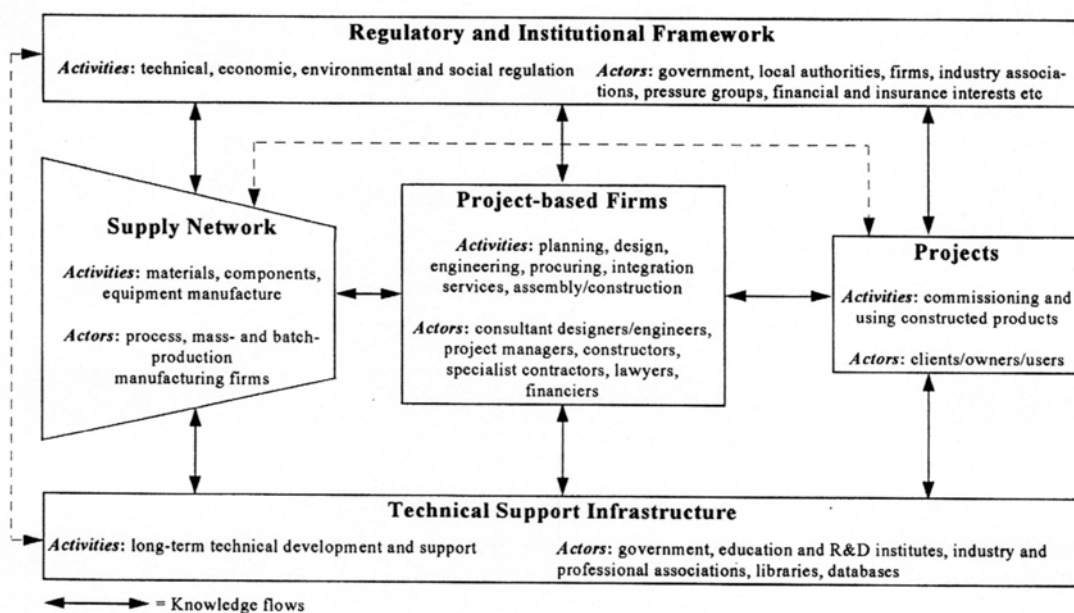 Regulatory and Institutional Framework
Activities: technical, economic, environmental and social regulation
Actors: government, local authorities, firms, industry associa-
tions, pressure groups, financial and insurance interests etc
Supply Network
Activities: materials, components,
equipment manufacture
Actors: process, mass- and batch-
production
manufacturing firms
Project-based Firms
Activities: planning, design,
engineering, procuring, integration
services, assembly/construction
Actors: consultant designers/engineers,
project managers, constructors,
specialist contractors, lawyers,
financiers
Projects
Activities: commissioning and
using constructed products
Actors: clients/owners/users
Technical Support Infrastructure
Activities: long-term technical development and support
Actors: government, education and R&D institutes, industry and
professional associations, libraries, databases
= Knowledge flows